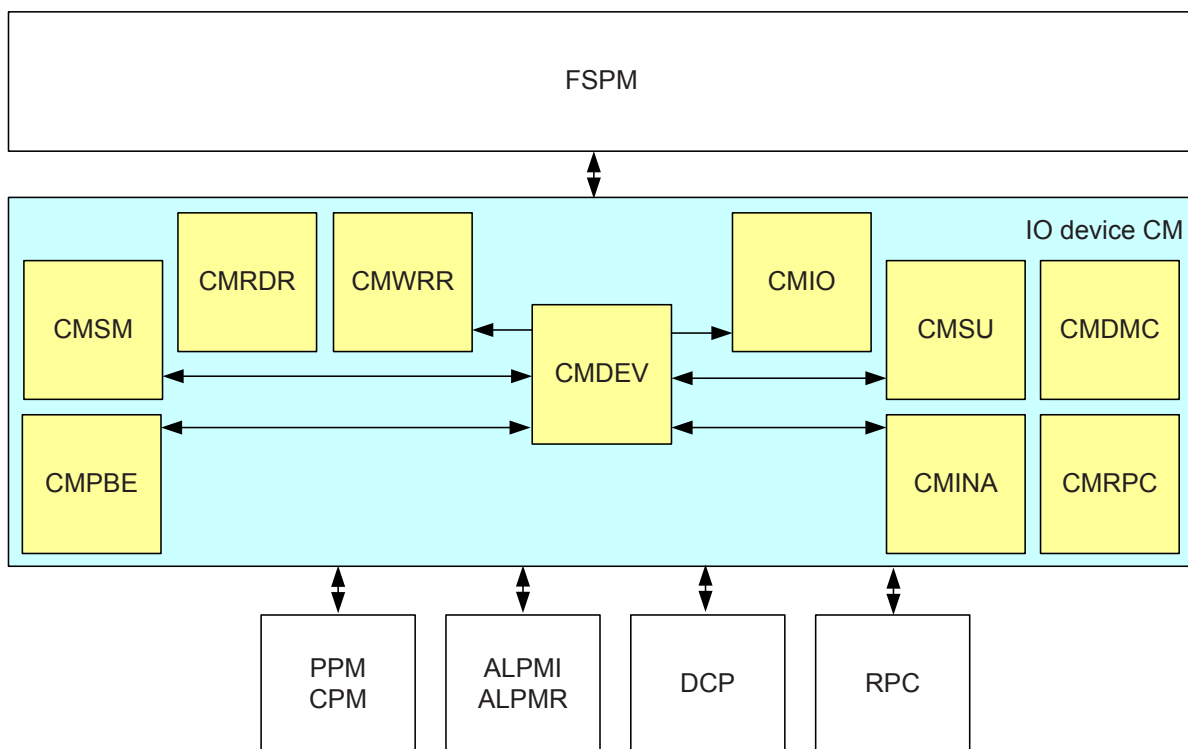 FSPM
IO device CM
CMRDR
CMWRR
CMIO
CMSM
CMSU
CMDMC
CMDEV
CMPBE
CMINA
CMRPC
PPM
CPM
ALPMI
ALPMR
DCP
RPC